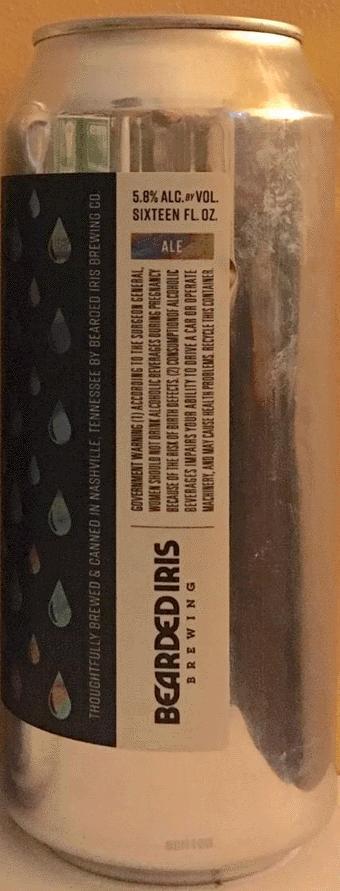 5.8% ALC. BY VOL.
SIXTEEN FL. OZ.
ALE
GOVERNMENT WARNING (1) ACCORDING TO THE SURGEON GENERAL,
WOMEN SHOULD NOT DRINK ALCOHOLIC BEVERAGES DURING PREGNANCY
BECAUSE OF THE RISK OF BIRTH DEFECTS. (2) CONSUMPTION OF ALCOHOLIC
BEVERAGES IMPAIRS YOUR ABILITY TO DRIVE A CAR OR OPERATE
MACHINERY, AND MAY CAUSE HEALTH PROBLEMS. RECYCLE THIS CONTAINER.
BEARDED IRIS
BREWING
THOUGHTFULLY BREWED & CANNED IN NASHVILLE, TENNESSEE BY BEARDED IRIS BREWING CO.